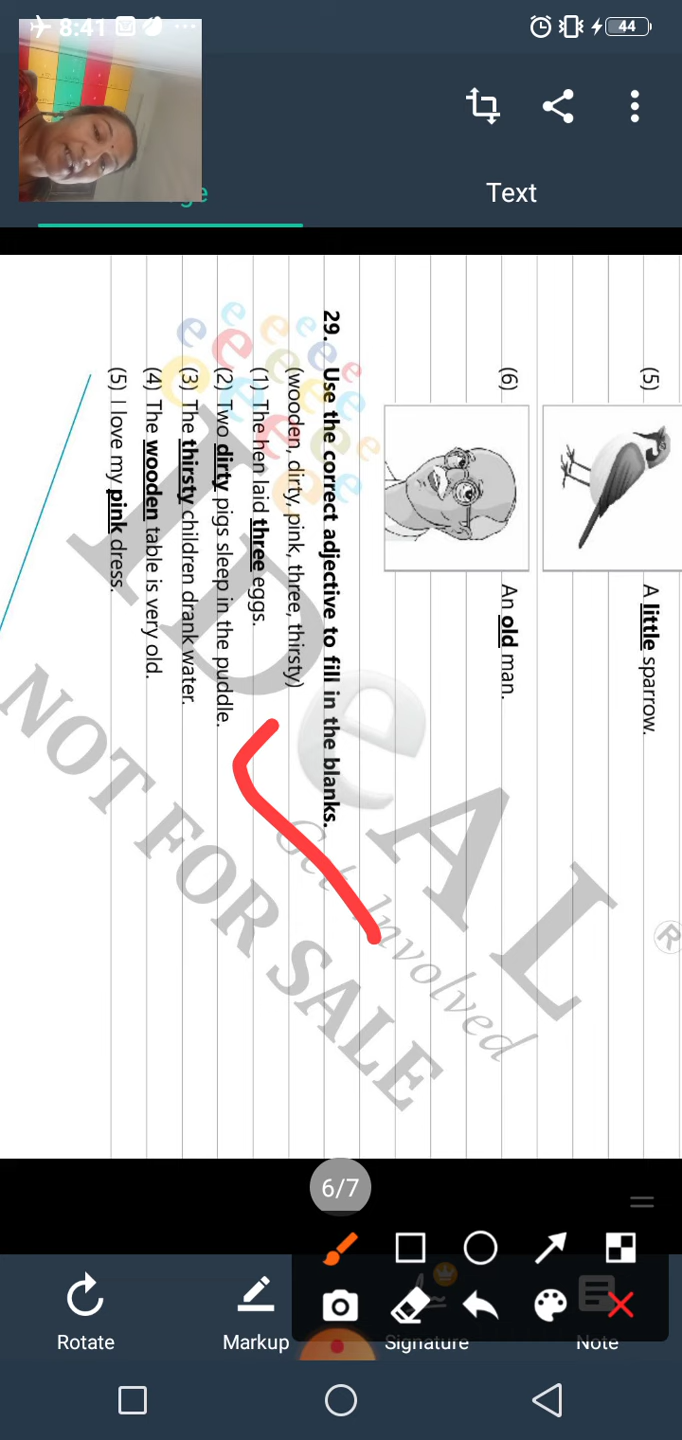 8:41
44
Text
(5)
A little sparrow.
(6)
An old man.
29. Use the correct adjective to fill in the blanks.
(wooden, dirty, pink, three, thirsty)
(1) The hen laid three eggs.
(2) Two dirty pigs sleep in the puddle.
(3) The thirsty children drank water.
(4) The wooden table is very old.
(5) I love my pink dress.
IDeAL
®
Get Involved
NOT FOR SALE
6/7
Rotate
Markup
Signature
Note